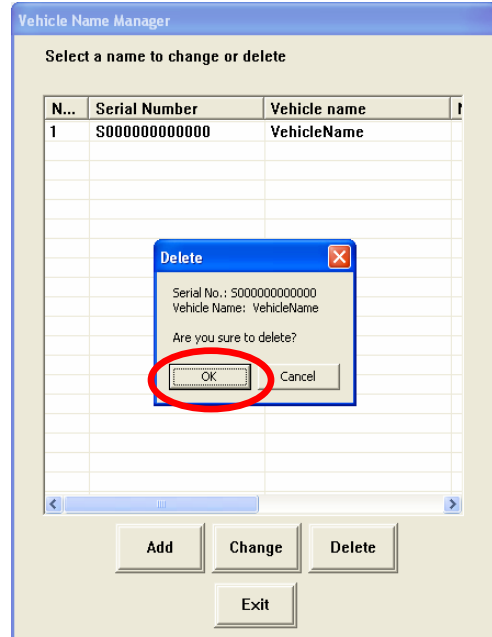 Vehicle Name Manager
Select a name to change or delete
N... Serial Number Vehicle name
1 S000000000000 VehicleName
Delete
Serial No.: S000000000000
Vehicle Name: VehicleName
Are you sure to delete?
OK Cancel
Add Change Delete
Exit